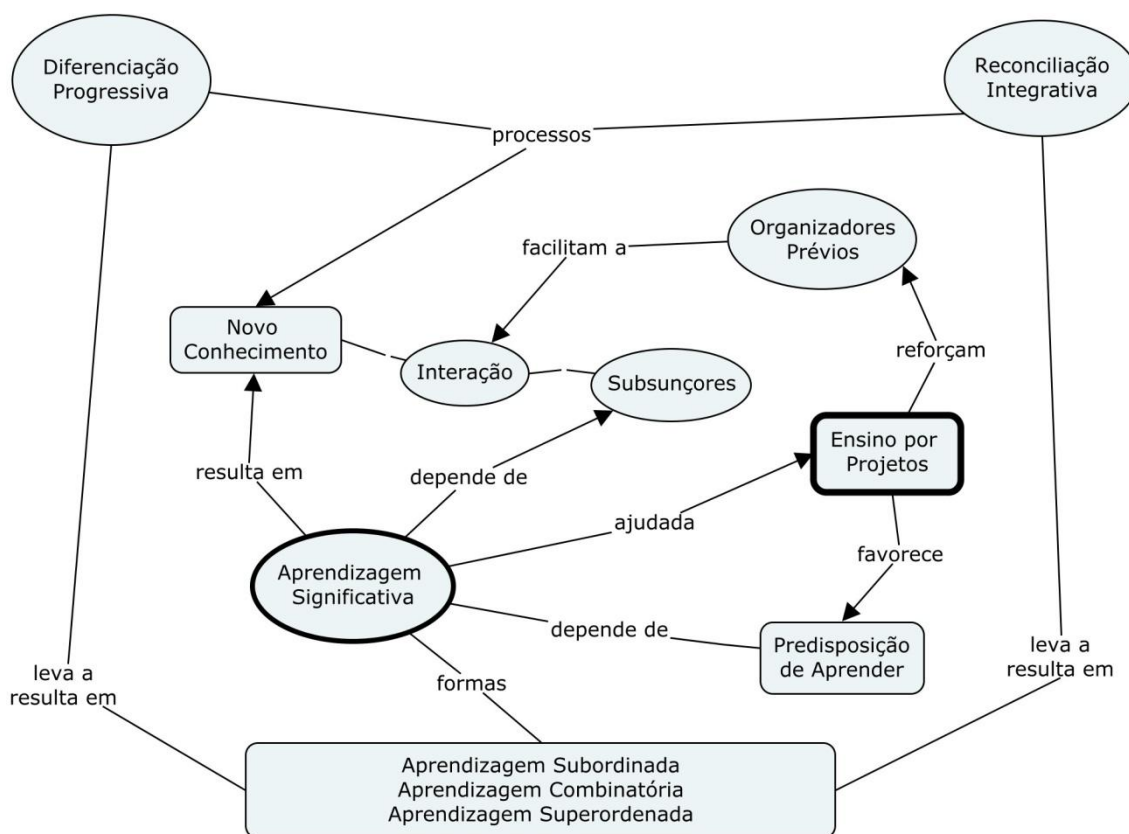 Diferenciação
Progressiva
Reconciliação
Integrativa
processos
Organizadores
Prévios
facilitam a
Novo
Conhecimento
Interação
Subsunçores
reforçam
Ensino por
Projetos
resulta em
depende de
ajudada
favorece
Aprendizagem
Significativa
depende de
Predisposição
de Aprender
leva a
resulta em
formas
leva a
resulta em
Aprendizagem Subordinada
Aprendizagem Combinatória
Aprendizagem Superordenada